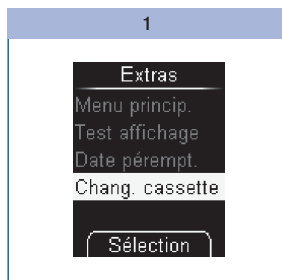 1
Extras
Menu princip.
Test affichage
Date pérempt.
Chang. cassette
Sélection